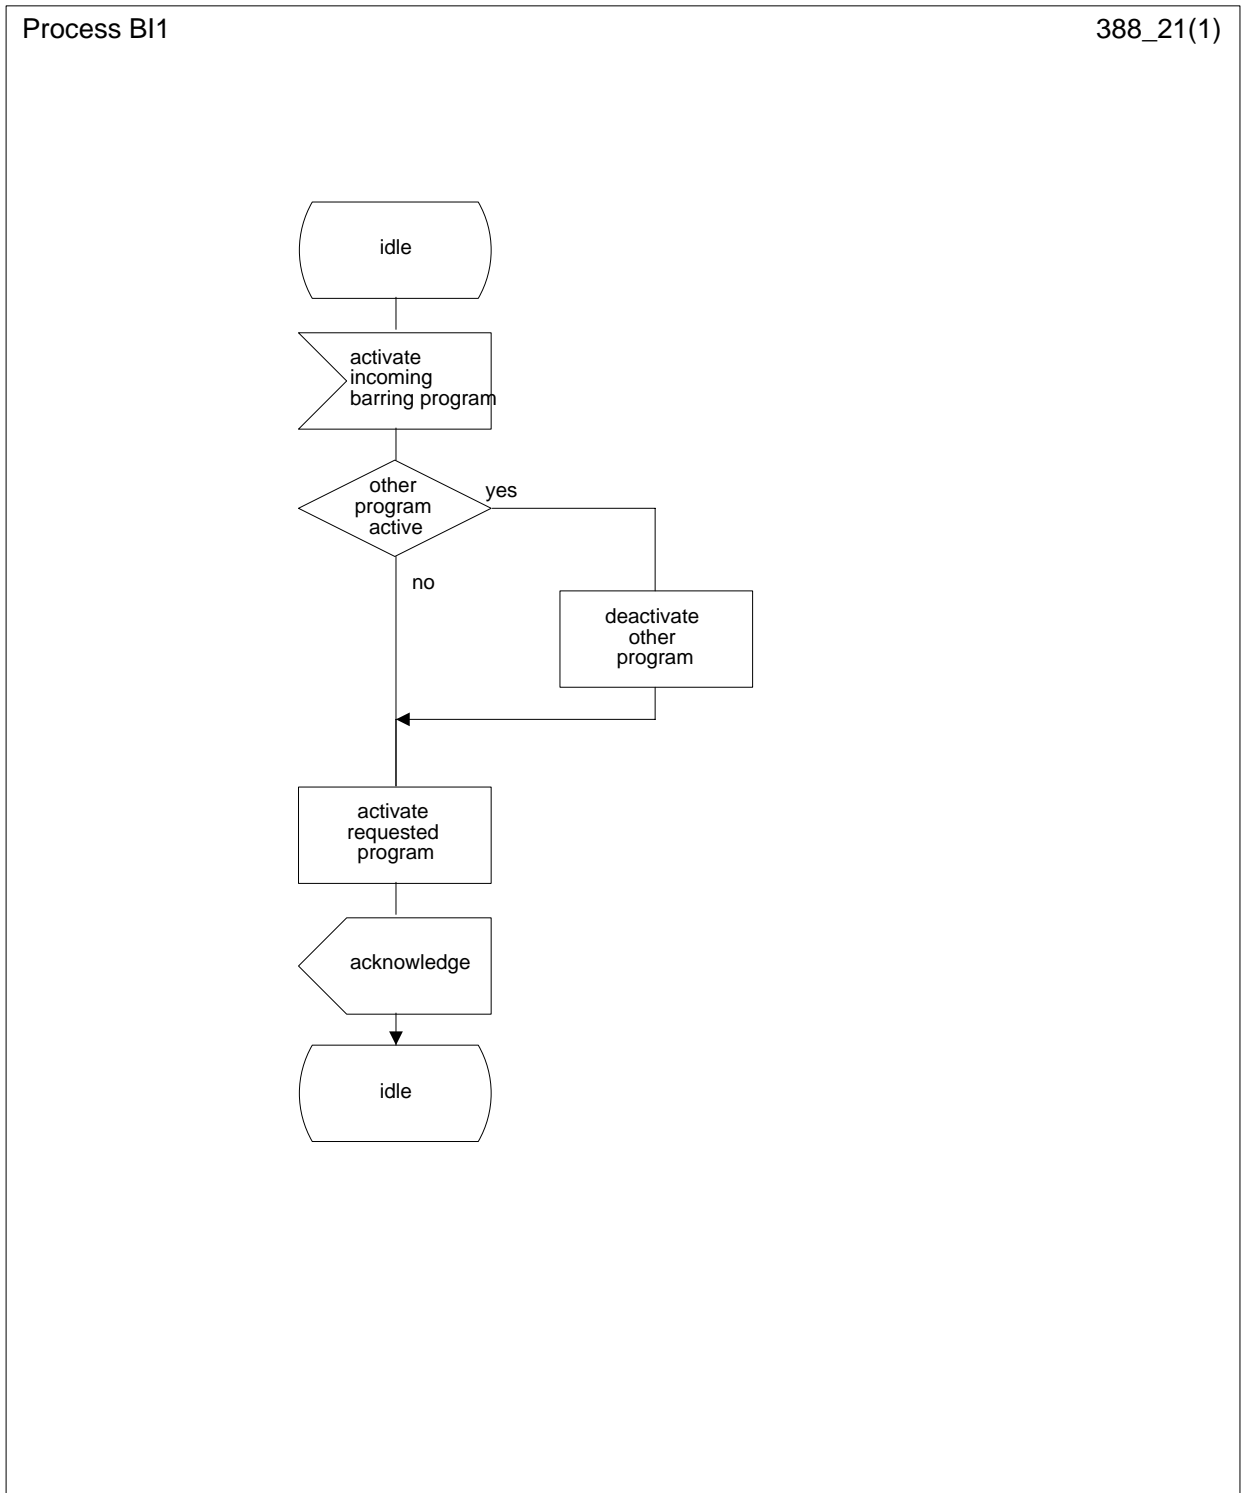 Process BI1
388_21(1)
idle
activate
incoming
barring program
other
program
active
yes
no
deactivate
other
program
activate
requested
program
acknowledge
idle